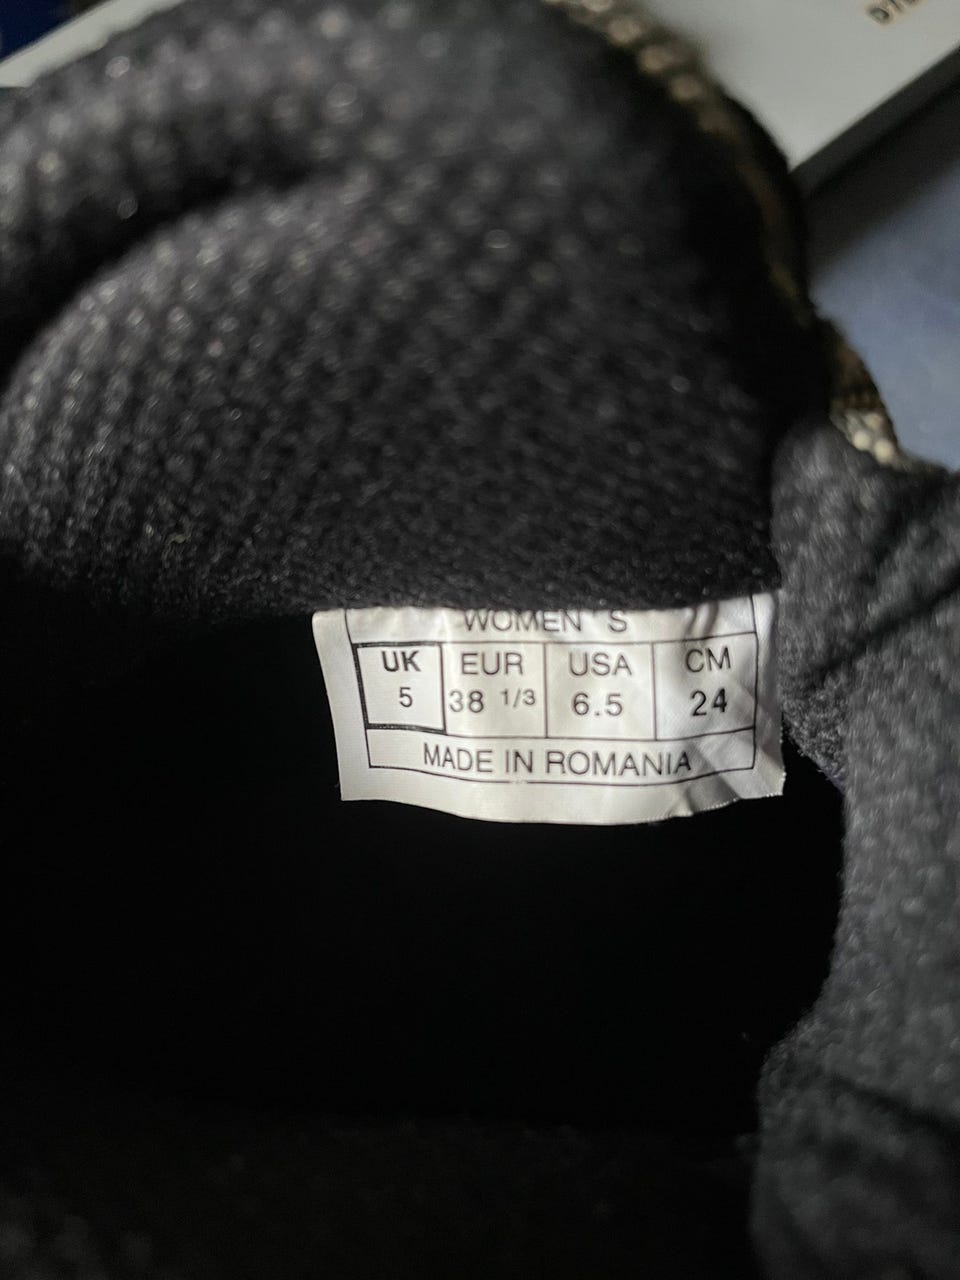 WOMEN'S
UK EUR USA CM
5 38 1/3 6.5 24
MADE IN ROMANIA